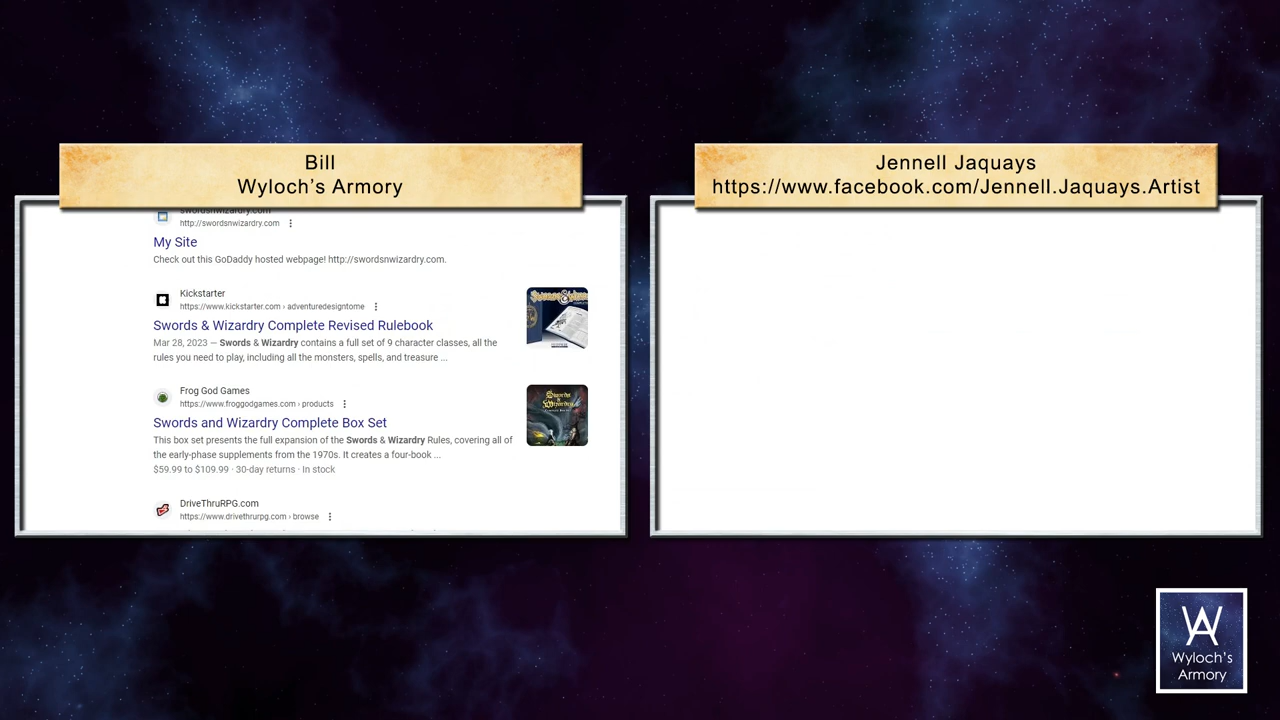 Bill
Wyloch's Armory
swordsnwizardry.com
http://swordsnwizardry.com
My Site
Check out this GoDaddy hosted webpage! http://swordsnwizardry.com.
Kickstarter
https://www.kickstarter.com › adventuredesigntome
Swords & Wizardry Complete Revised Rulebook
Mar 28, 2023 — Swords & Wizardry contains a full set of 9 character classes, all the
rules you need to play, including all the monsters, spells, and treasure ...
Frog God Games
https://www.froggodgames.com › products
Swords and Wizardry Complete Box Set
This box set presents the full expansion of the Swords & Wizardry Rules, covering all of
the early-phase supplements from the 1970s. It creates a four-book ...
$59.99 to $109.99 · 30-day returns · In stock
DriveThruRPG.com
https://www.drivethrurpg.com › browse
Swords & Wizardry
Jennell Jaquays
https://www.facebook.com/Jennell.Jaquays.Artist
WA
Wyloch's
Armory